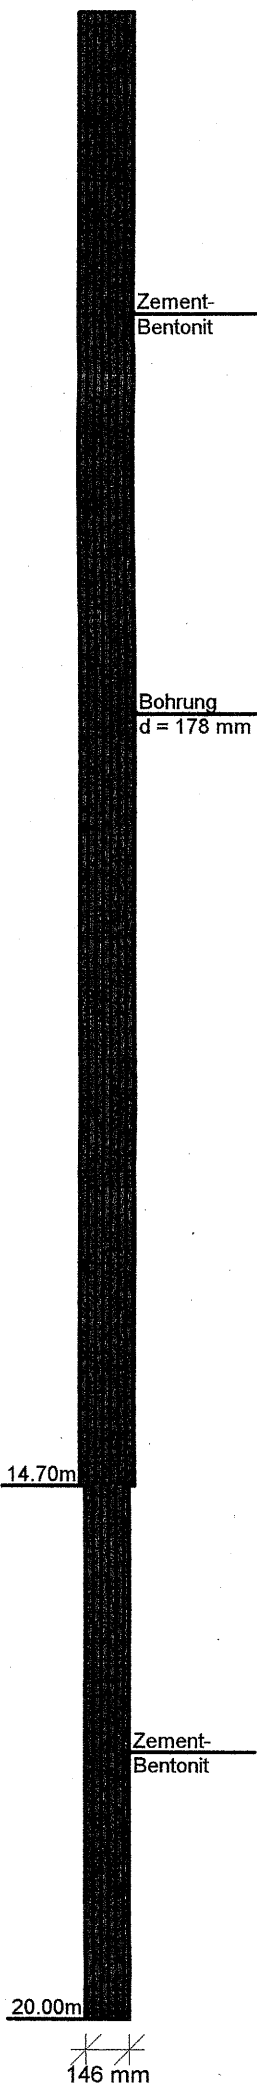 Zement-
Bentonit
Bohrung
d = 178 mm
14.70m
Zement-
Bentonit
20.00m
146 mm